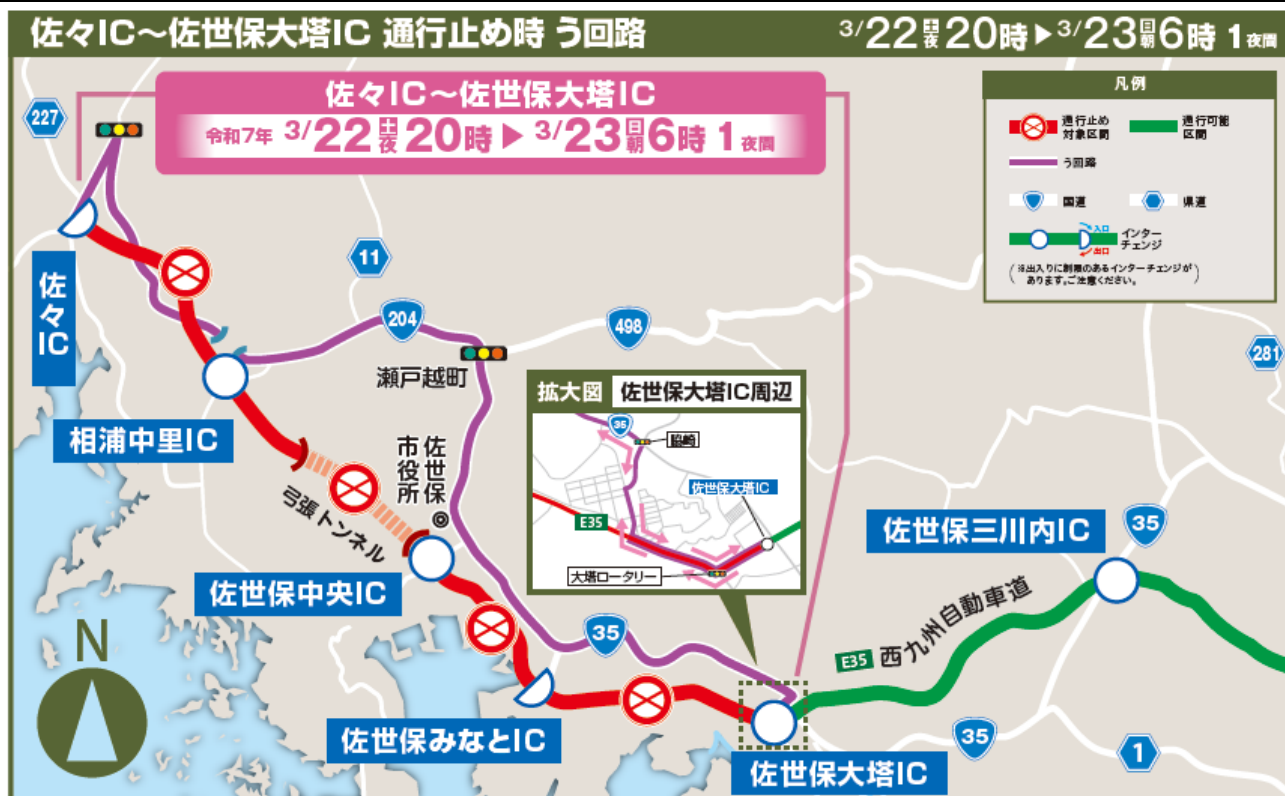 佐々IC〜佐世保大塔IC 通行止め時 う回路
3/22土夜20時▶3/23日朝6時 1夜間
佐々IC〜佐世保大塔IC
令和7年 3/22土夜20時▶3/23日朝6時 1夜間
凡例
通行止め
対象区間
通行可能
区間
う回路
国道
県道
入口
出口
インター
チェンジ
(※出入りに制限のあるインターチェンジが
あります。ご注意ください。)
227
11
204
498
281
佐々IC
瀬戸越町
相浦中里IC
佐世保
市役所
弓張トンネル
拡大図 佐世保大塔IC周辺
35
脇崎
佐世保大塔IC
E35
大塔ロータリー
佐世保三川内IC
35
佐世保中央IC
E35 西九州自動車道
35
N
佐世保みなとIC
佐世保大塔IC
35
1